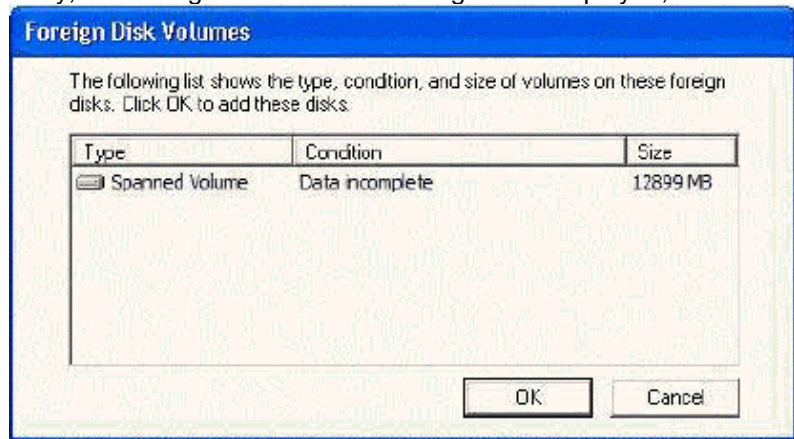 Foreign Disk Volumes
The following list shows the type, condition, and size of volumes on these foreign
disks. Click OK to add these disks.
Type Condition Size
Spanned Volume Data incomplete 12899 MB
OK Cancel